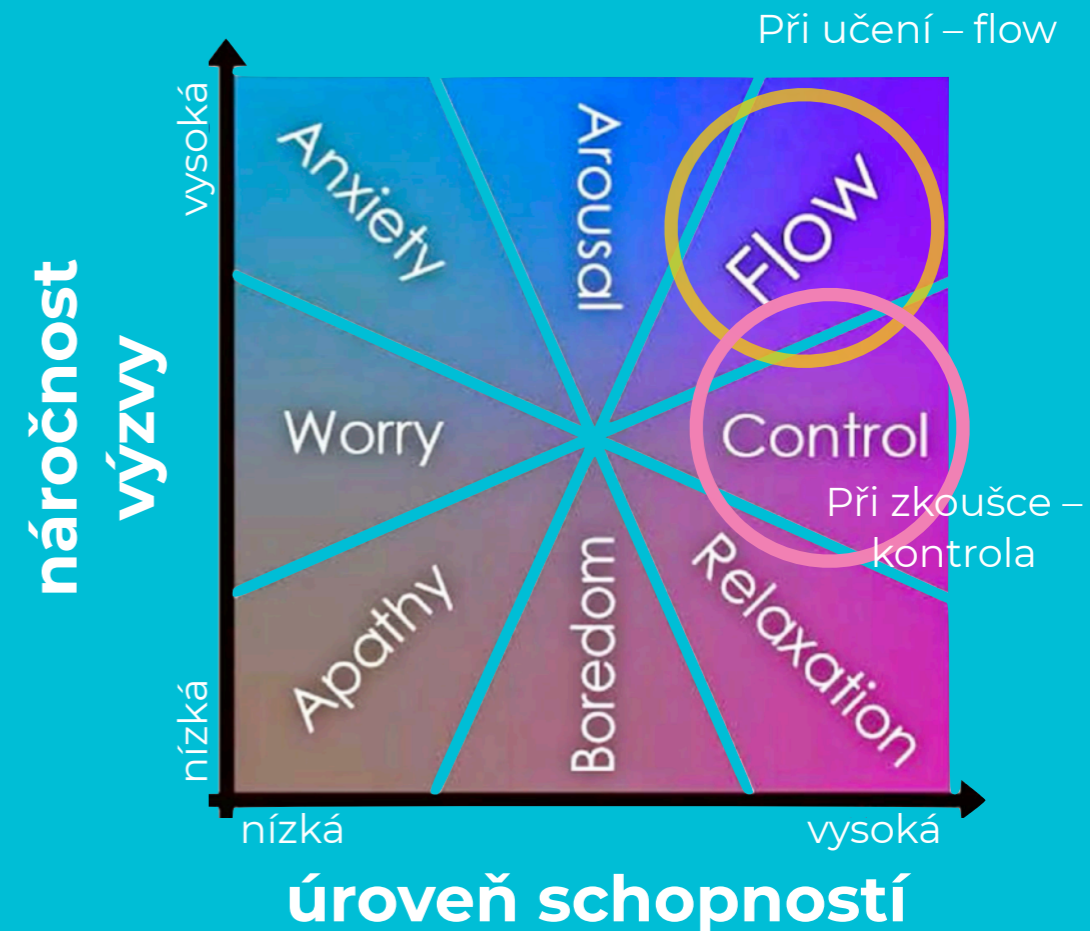 Při učení – flow
vysoká
Anxiety
Arousal
Flow
náročnost
výzvy
Worry
Control
Při zkoušce –
kontrola
Apathy
Boredom
Relaxation
nízká
nízká
vysoká
úroveň schopností